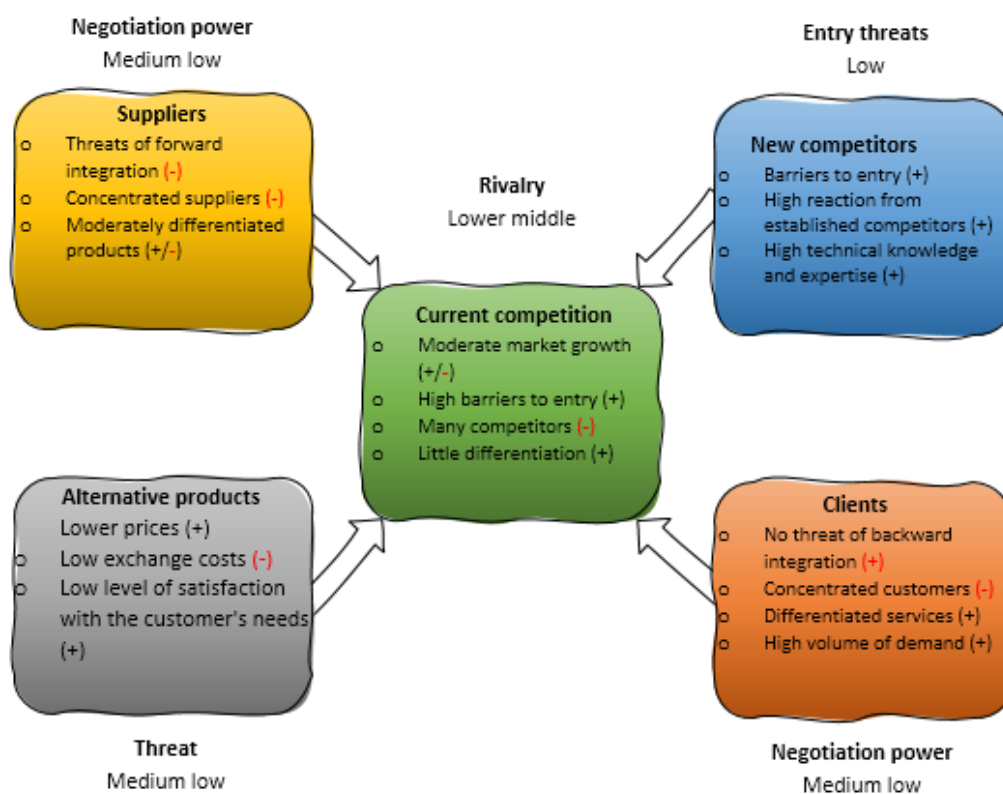 Negotiation power
Medium low
Suppliers
o Threats of forward
integration (-)
o Concentrated suppliers (-)
o Moderately differentiated
products (+/-)
Entry threats
Low
New competitors
o Barriers to entry (+)
o High reaction from
established competitors (+)
o High technical knowledge
and expertise (+)
Rivalry
Lower middle
Current competition
o Moderate market growth
(+/-)
o High barriers to entry (+)
o Many competitors (-)
o Little differentiation (+)
Alternative products
Lower prices (+)
o Low exchange costs (-)
o Low level of satisfaction
with the customer's needs
(+)
Threat
Medium low
Clients
o No threat of backward
integration (+)
o Concentrated customers (-)
o Differentiated services (+)
o High volume of demand (+)
Negotiation power
Medium low